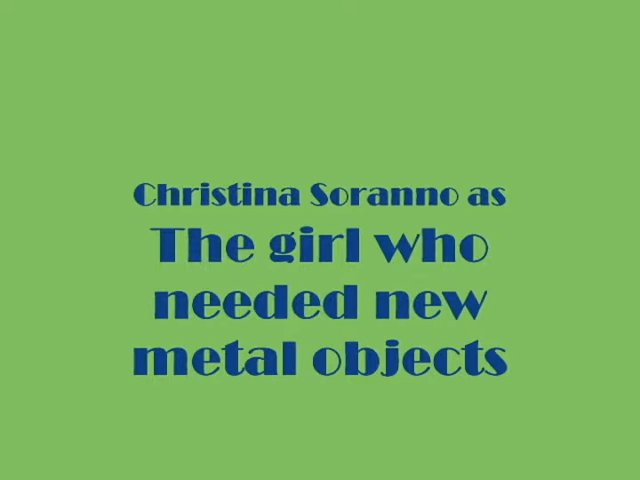 Christina Soranno as
The girl who
needed new
metal objects